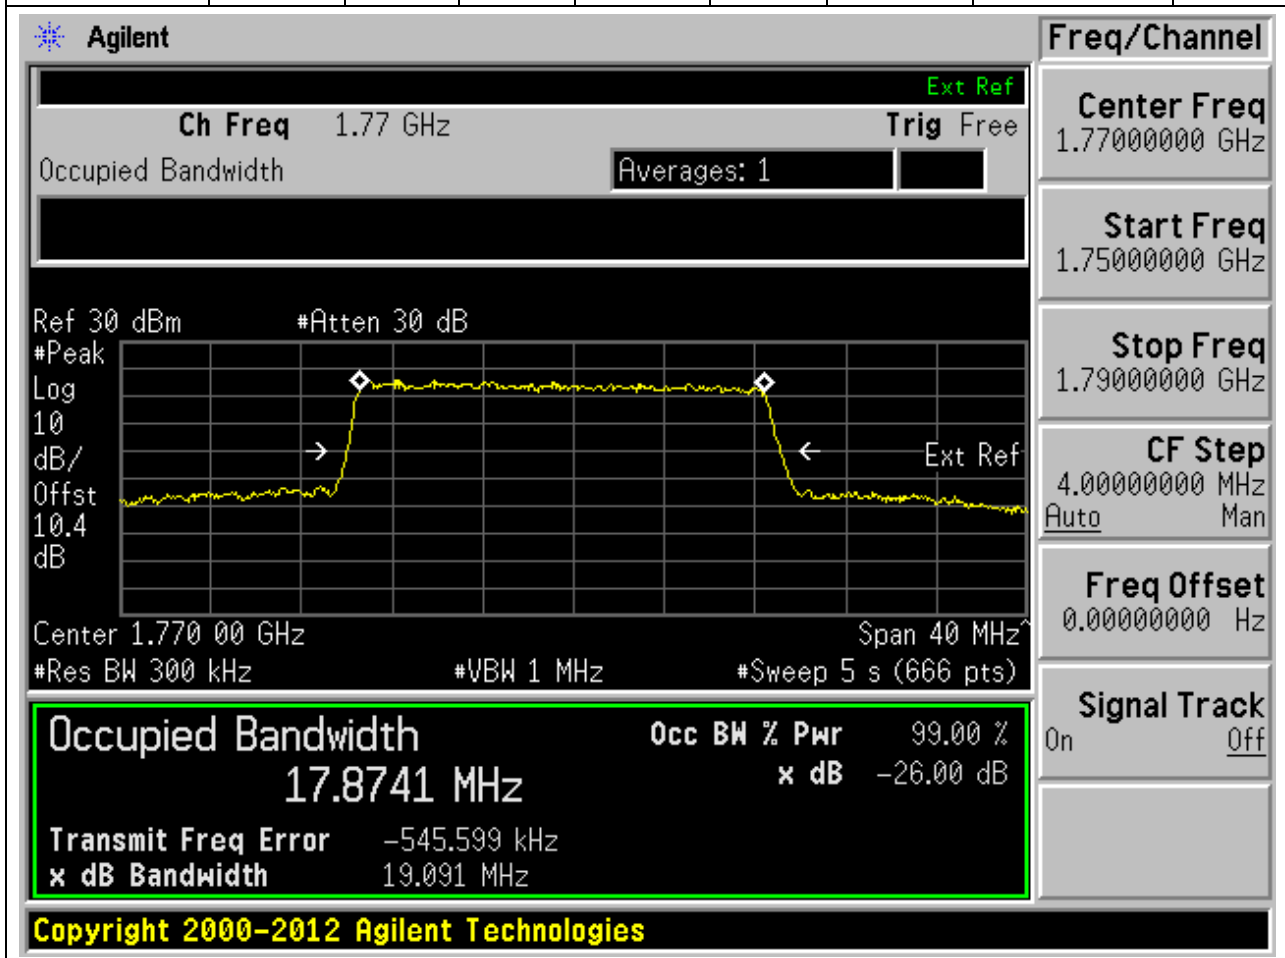 Agilent
Freq/Channel
Ext Ref
Ch Freq 1.77 GHz
Trig Free
Occupied Bandwidth
Averages: 1
Center Freq
1.77000000 GHz
Start Freq
1.75000000 GHz
Stop Freq
1.79000000 GHz
CF Step
4.00000000 MHz
Auto Man
Freq Offset
0.00000000 Hz
Signal Track
On Off
Ref 30 dBm #Atten 30 dB
#Peak
Log
10
dB/
Offst
10.4
dB
Ext Ref
Center 1.770 00 GHz Span 40 MHz^
#Res BW 300 kHz #VBW 1 MHz #Sweep 5 s (666 pts)
Occupied Bandwidth
17.8741 MHz
Occ BW % Pwr 99.00 %
x dB -26.00 dB
Transmit Freq Error -545.599 kHz
x dB Bandwidth 19.091 MHz
Copyright 2000-2012 Agilent Technologies